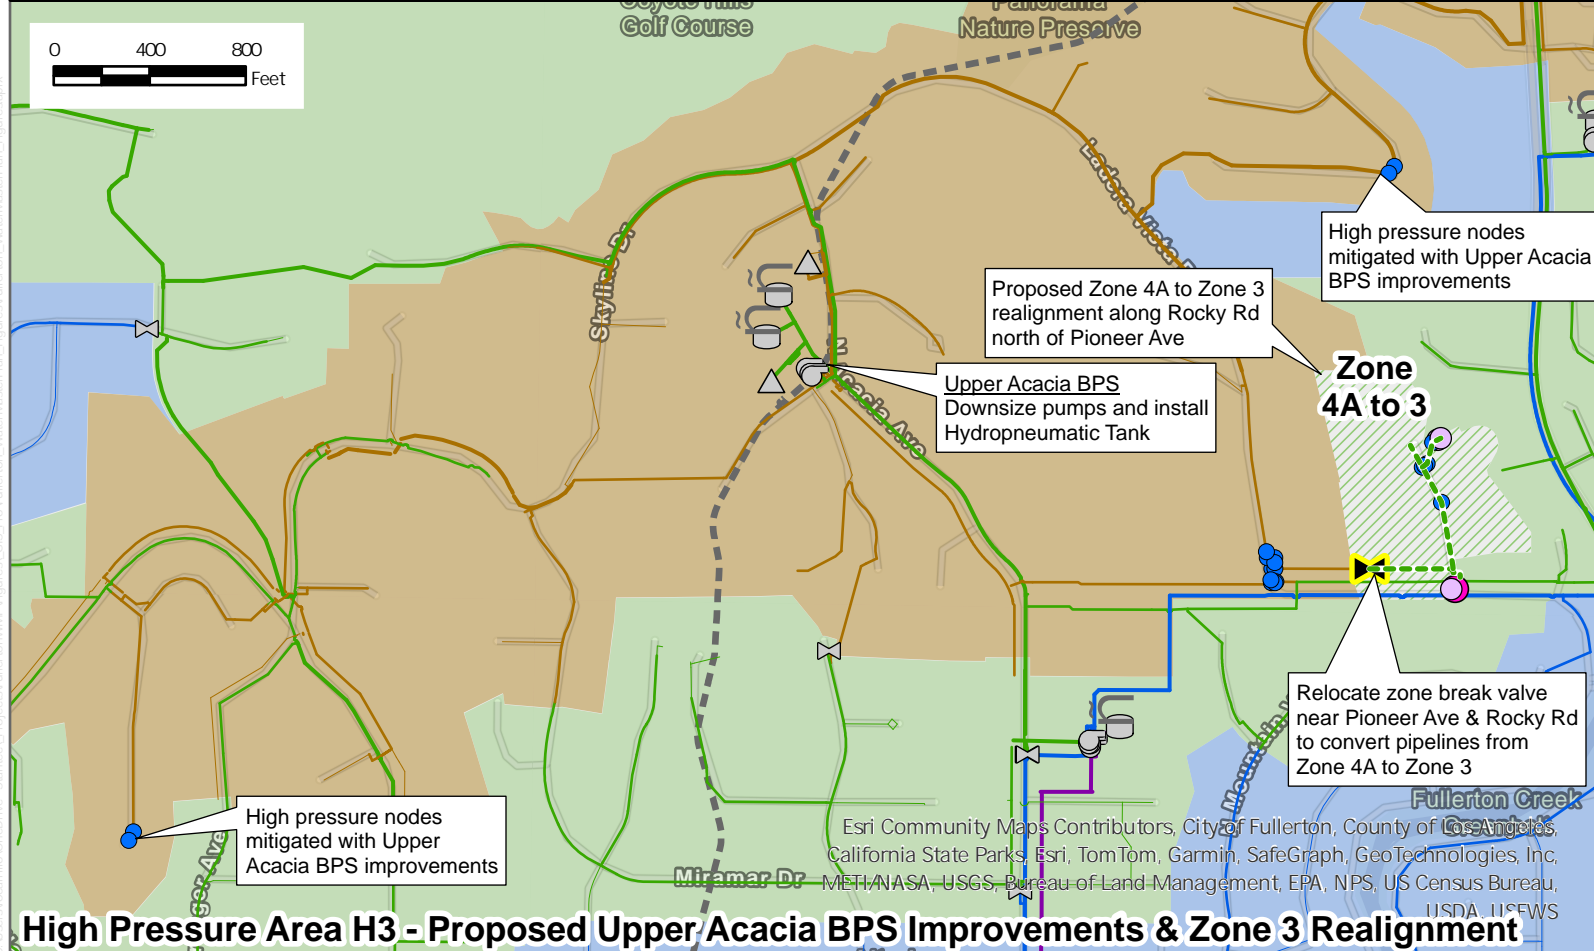 Golf Course
Panorama
Nature Preserve
0 400 800
Feet
High pressure nodes
mitigated with Upper Acacia
BPS improvements
Skyline Dr
Proposed Zone 4A to Zone 3
realignment along Rocky Rd
north of Pioneer Ave
Zone
4A to 3
Upper Acacia BPS
Downsize pumps and install
Hydropneumatic Tank
N Acacia Ave
Relocate zone break valve
near Pioneer Ave & Rocky Rd
to convert pipelines from
Zone 4A to Zone 3
Fullerton Creek
High pressure nodes
mitigated with Upper
Acacia BPS improvements
Miramar Dr
Esri Community Maps Contributors, City of Fullerton, County of Los Angeles,
California State Parks, Esri, TomTom, Garmin, SafeGraph, GeoTechnologies, Inc,
METI/NASA, USGS, Bureau of Land Management, EPA, NPS, US Census Bureau,
USDA, USFWS
High Pressure Area H3 - Proposed Upper Acacia BPS Improvements & Zone 3 Realignment